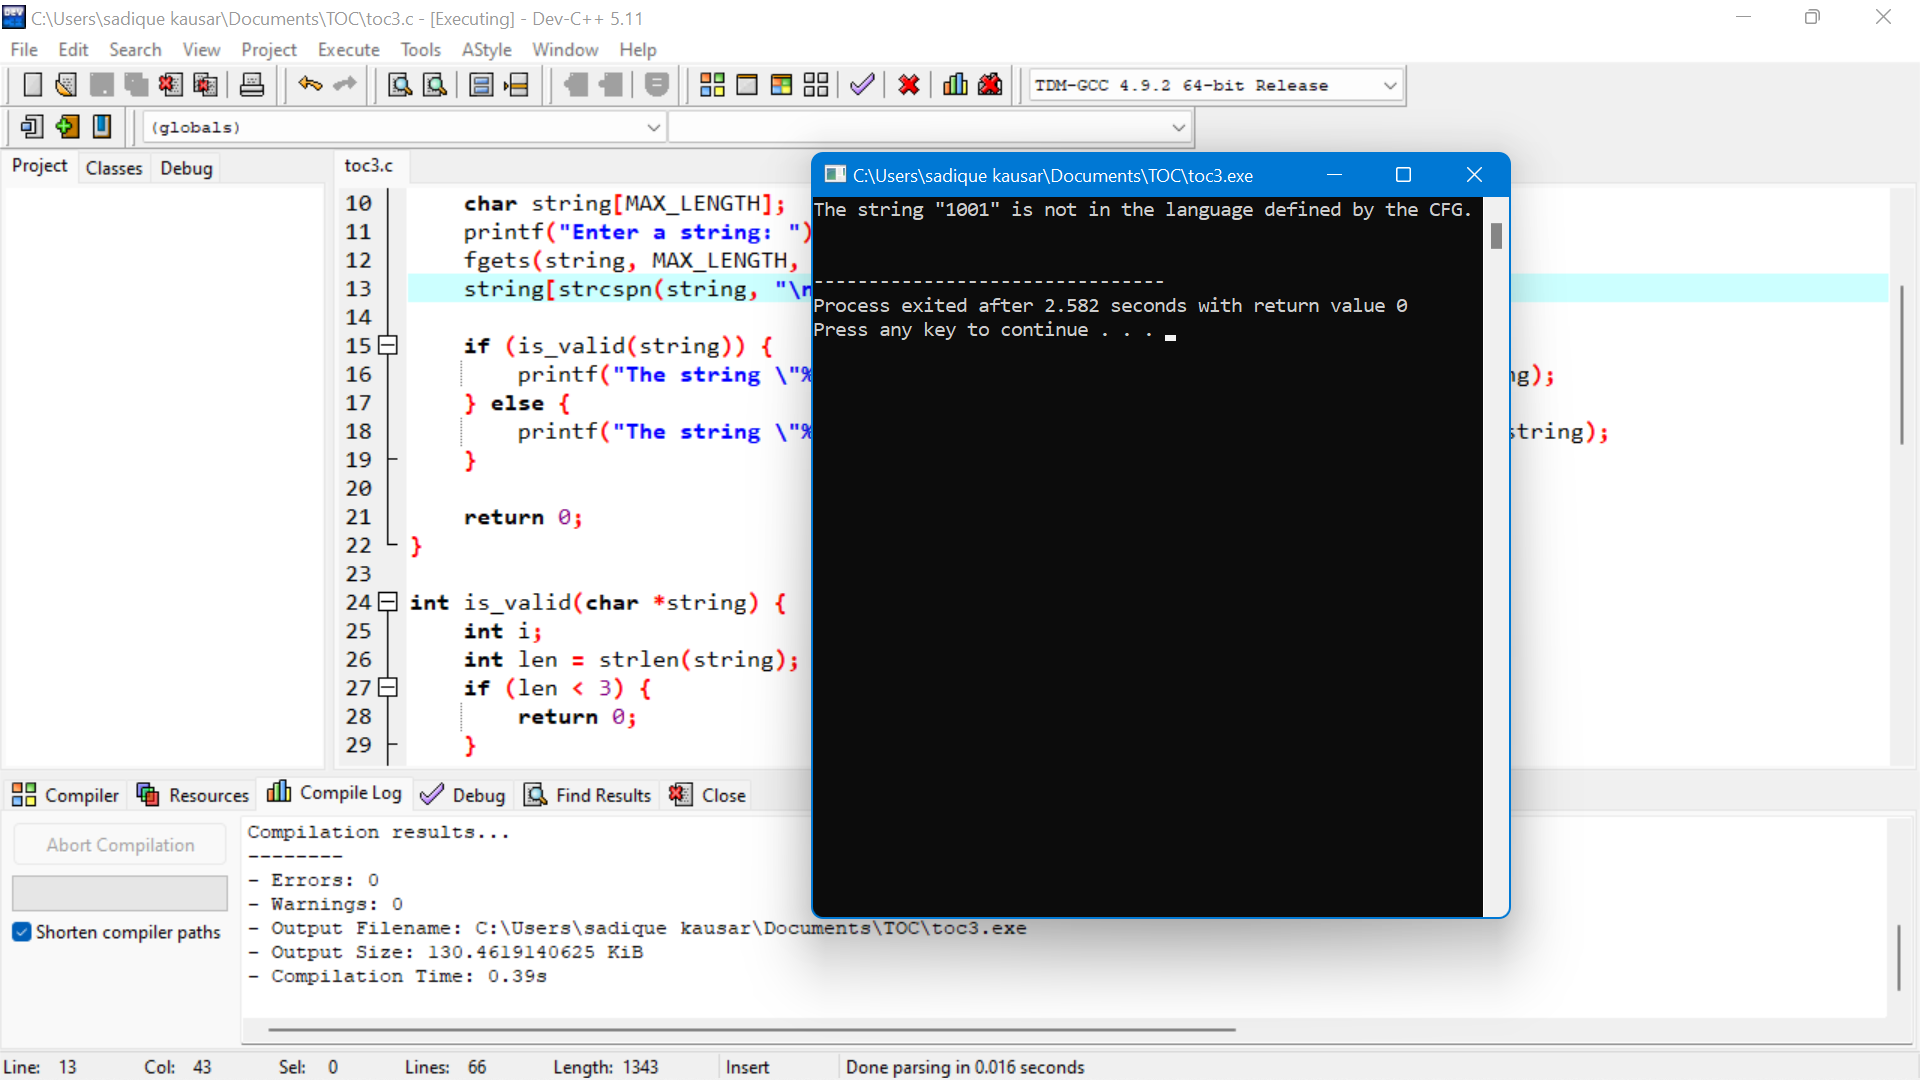 C:\Users\sadique kausar\Documents\TOC\toc3.c - [Executing] - Dev-C++ 5.11
File Edit Search View Project Execute Tools AStyle Window Help
TDM-GCC 4.9.2 64-bit Release
(globals)
Project Classes Debug
toc3.c
10 char string[MAX_LENGTH];
11 printf("Enter a string: ")
12 fgets(string, MAX_LENGTH,
13 string[strcspn(string, "\n
14
15 if (is_valid(string)) {
16 printf("The string \"% ng);
17 } else {
18 printf("The string \"% string);
19 }
20
21 return 0;
22 }
23
24 int is_valid(char *string) {
25 int i;
26 int len = strlen(string);
27 if (len < 3) {
28 return 0;
29 }
C:\Users\sadique kausar\Documents\TOC\toc3.exe
The string "1001" is not in the language defined by the CFG.
--------------------------------
Process exited after 2.582 seconds with return value 0
Press any key to continue . . .
Compiler Resources Compile Log Debug Find Results Close
Abort Compilation
Shorten compiler paths
Compilation results...
--------
- Errors: 0
- Warnings: 0
- Output Filename: C:\Users\sadique kausar\Documents\TOC\toc3.exe
- Output Size: 130.4619140625 KiB
- Compilation Time: 0.39s
Line: 13 Col: 43 Sel: 0 Lines: 66 Length: 1343 Insert Done parsing in 0.016 seconds